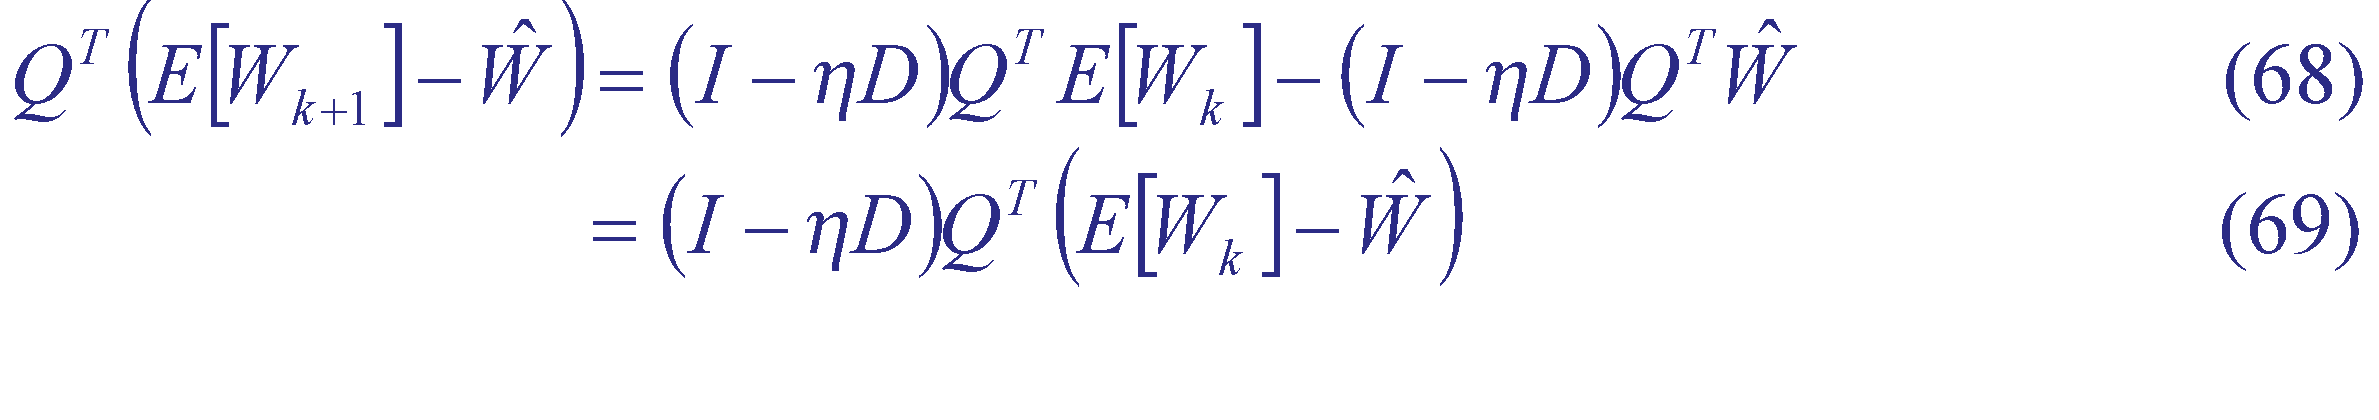 Q^T (E[W_{k+1}] − Ŵ) = (I − ηD)Q^T E[W_k] − (I − ηD)Q^T Ŵ (68)
= (I − ηD)Q^T (E[W_k] − Ŵ) (69)